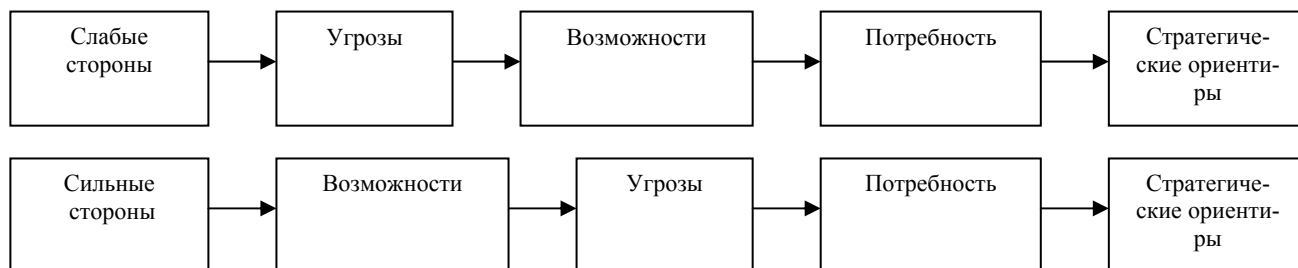 Слабые
стороны
Угрозы
Возможности
Потребность
Стратегиче-
ские ориенти-
ры
Сильные
стороны
Возможности
Угрозы
Потребность
Стратегиче-
ские ориенти-
ры